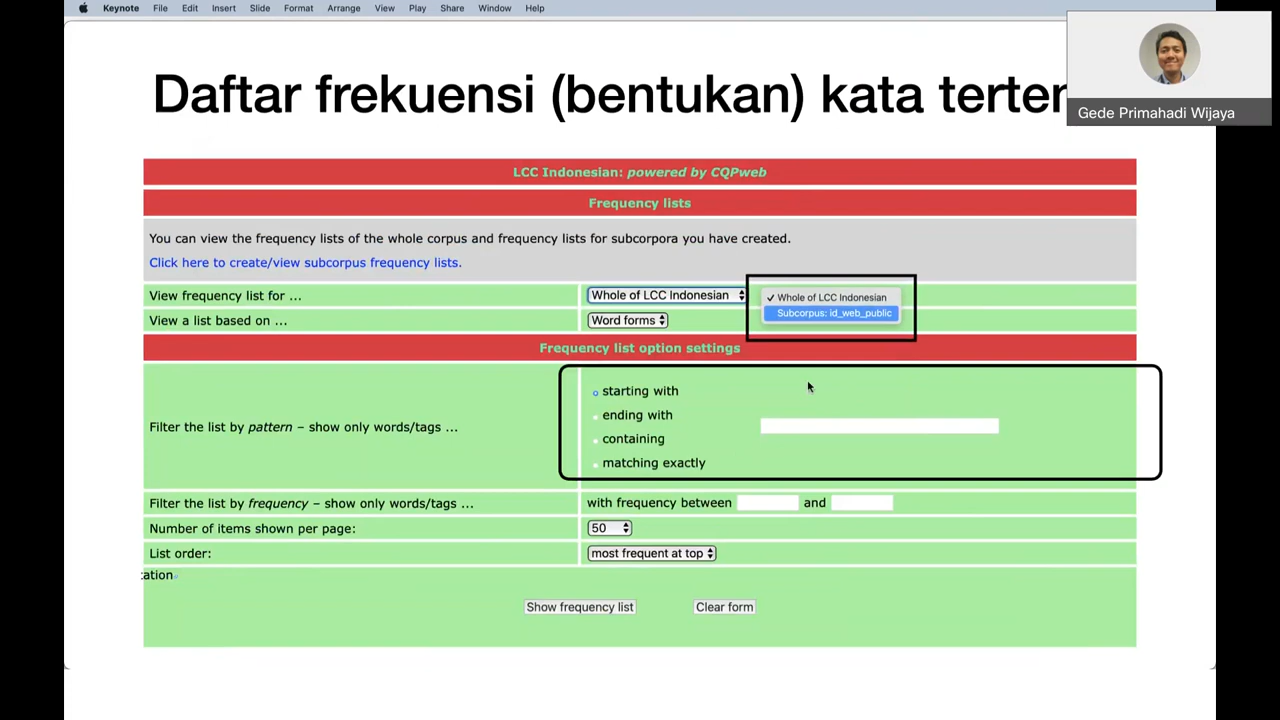 Keynote File Edit Insert Slide Format Arrange View Play Share Window Help
Gede Primahadi Wijaya
Daftar frekuensi (bentukan) kata
LCC Indonesian: powered by CQPweb
Frequency lists
You can view the frequency lists of the whole corpus and frequency lists for subcorpora you have created.
Click here to create/view subcorpus frequency lists.
View frequency list for ... Whole of LCC Indonesian
✓ Whole of LCC Indonesian
Subcorpus: id_web_public
View a list based on ... Word forms
Frequency list option settings
Filter the list by pattern – show only words/tags ...
starting with
ending with
containing
matching exactly
Filter the list by frequency – show only words/tags ... with frequency between and
Number of items shown per page: 50
List order: most frequent at top
Show frequency list Clear form